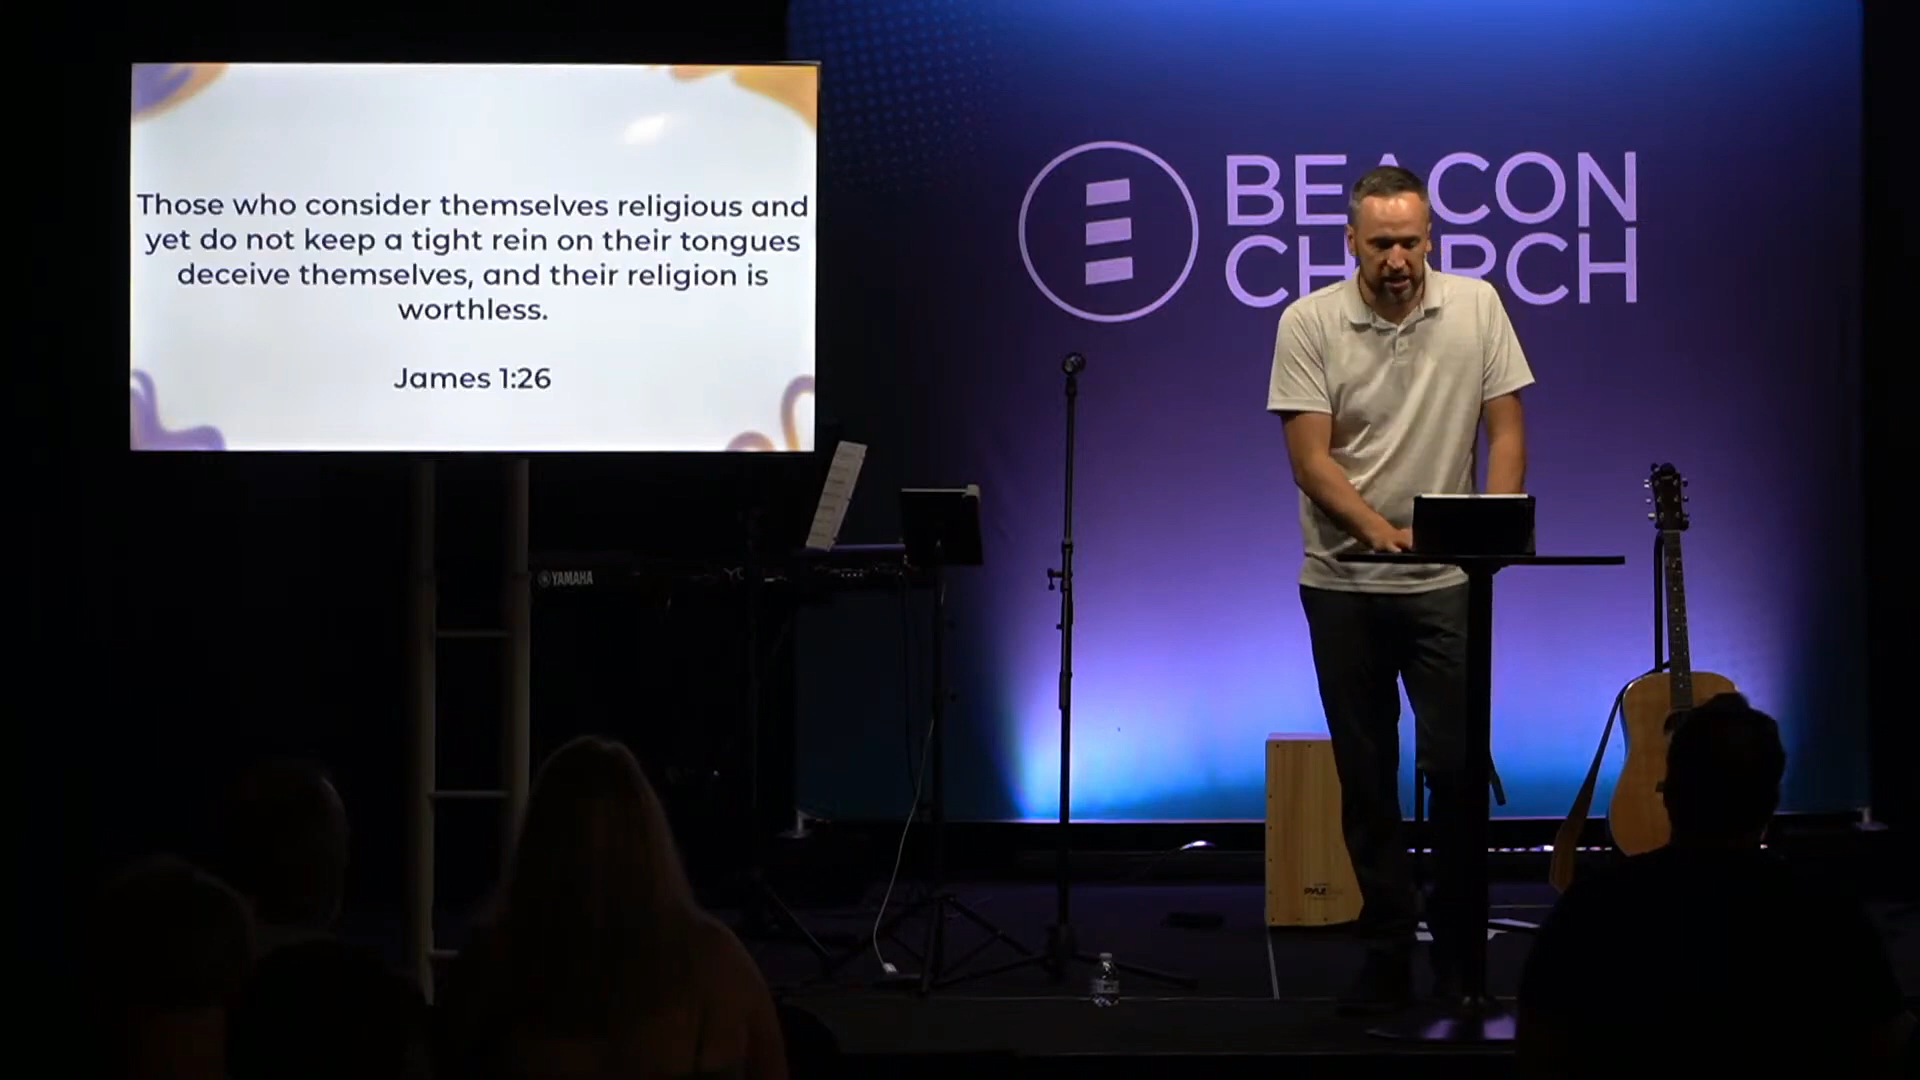 Those who consider themselves religious and
yet do not keep a tight rein on their tongues
deceive themselves, and their religion is
worthless.
James 1:26
BEACON
CHURCH
YAMAHA
PYLE